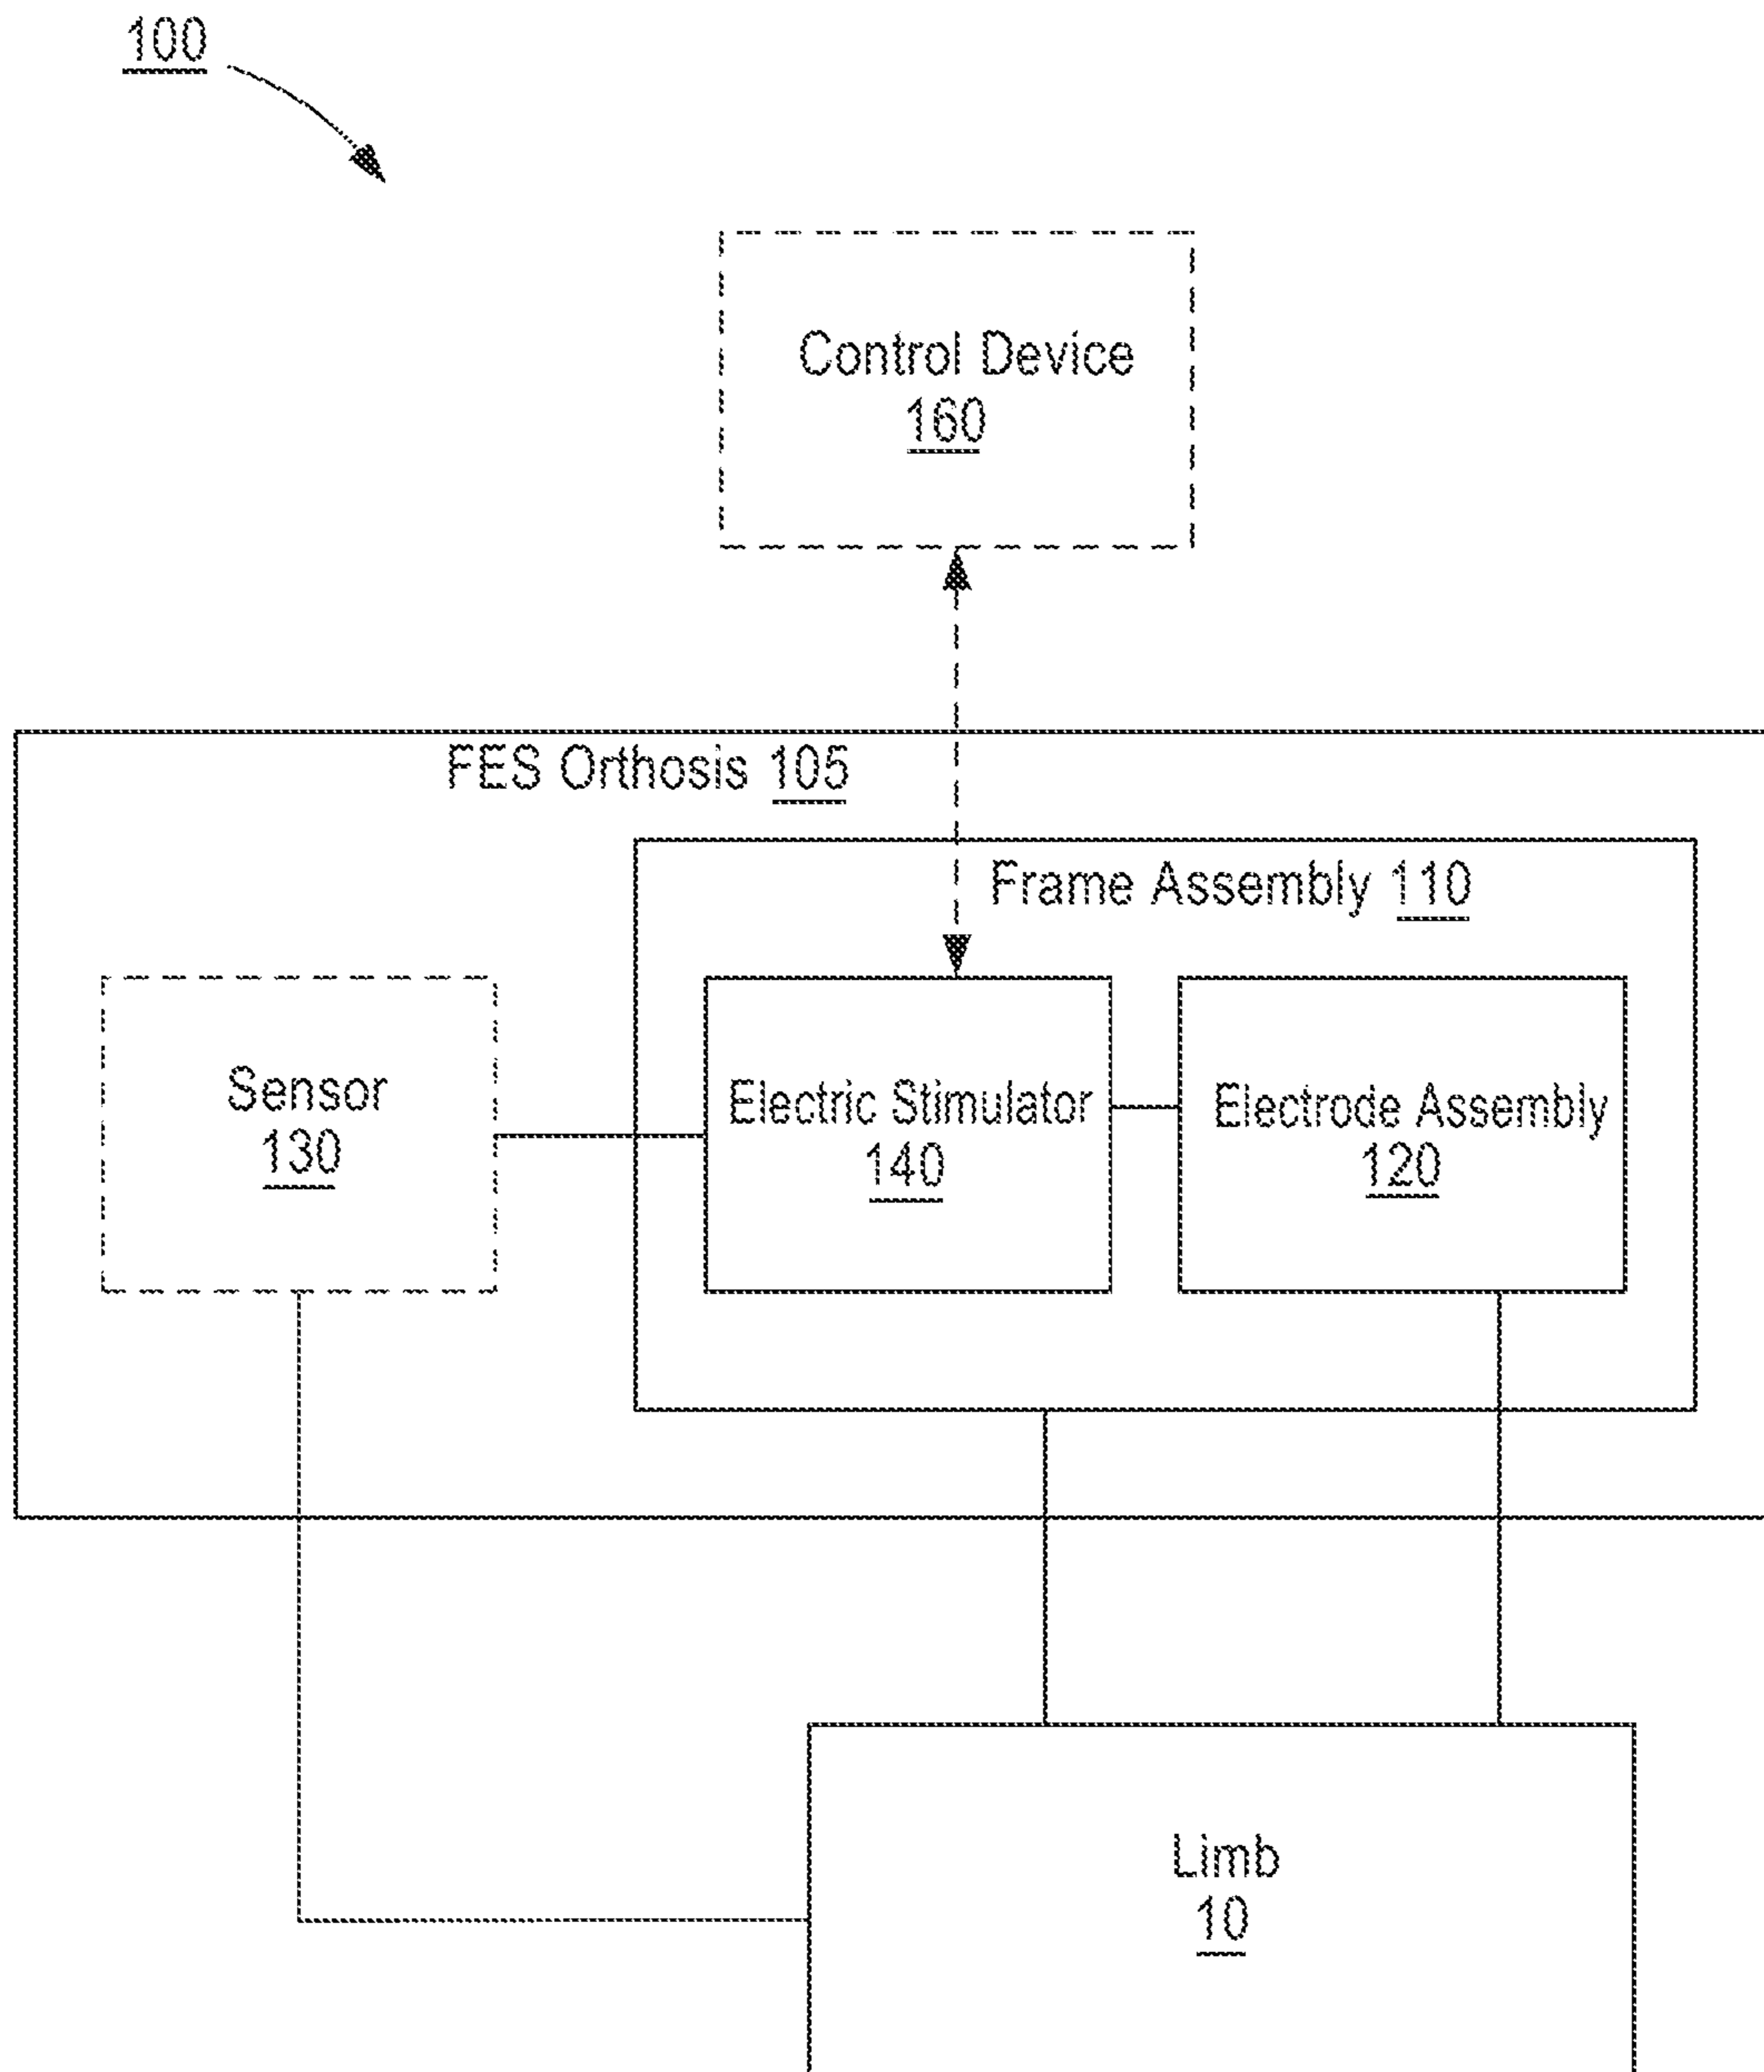 100
Control Device
160
FES Orthosis 105
Frame Assembly 110
Sensor
130
Electric Stimulator
140
Electrode Assembly
120
Limb
10